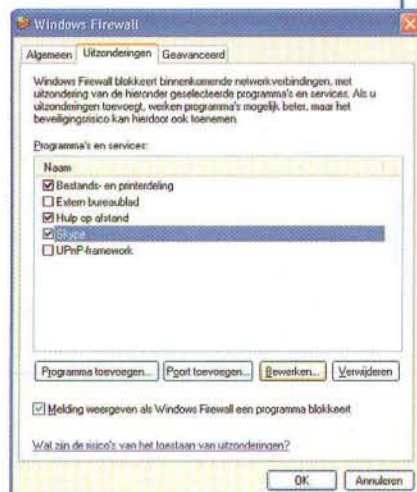 Windows Firewall
Algemeen Uitzonderingen Geavanceerd
Windows Firewall blokkeert binnenkomende netwerkverbindingen, met
uitzondering van de hieronder geselecteerde programma's en services. Als u
uitzonderingen toevoegt, werken programma's mogelijk beter, maar het
beveiligingsrisico kan hierdoor ook toenemen.
Programma's en services:
Naam
Bestands- en printerdeling
Extern bureaublad
Hulp op afstand
Skype
UPnP-framework
Programma toevoegen... Poort toevoegen... Bewerken... Verwijderen
Melding weergeven als Windows Firewall een programma blokkeert
Wat zijn de risico's van het toestaan van uitzonderingen?
OK Annuleren